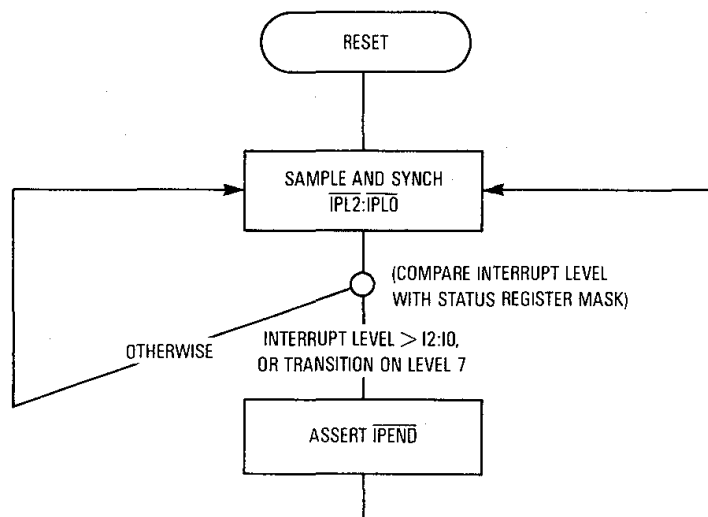 RESET
SAMPLE AND SYNCH
IPL2:IPL0
(COMPARE INTERRUPT LEVEL
WITH STATUS REGISTER MASK)
OTHERWISE
INTERRUPT LEVEL > I2:I0,
OR TRANSITION ON LEVEL 7
ASSERT IPEND